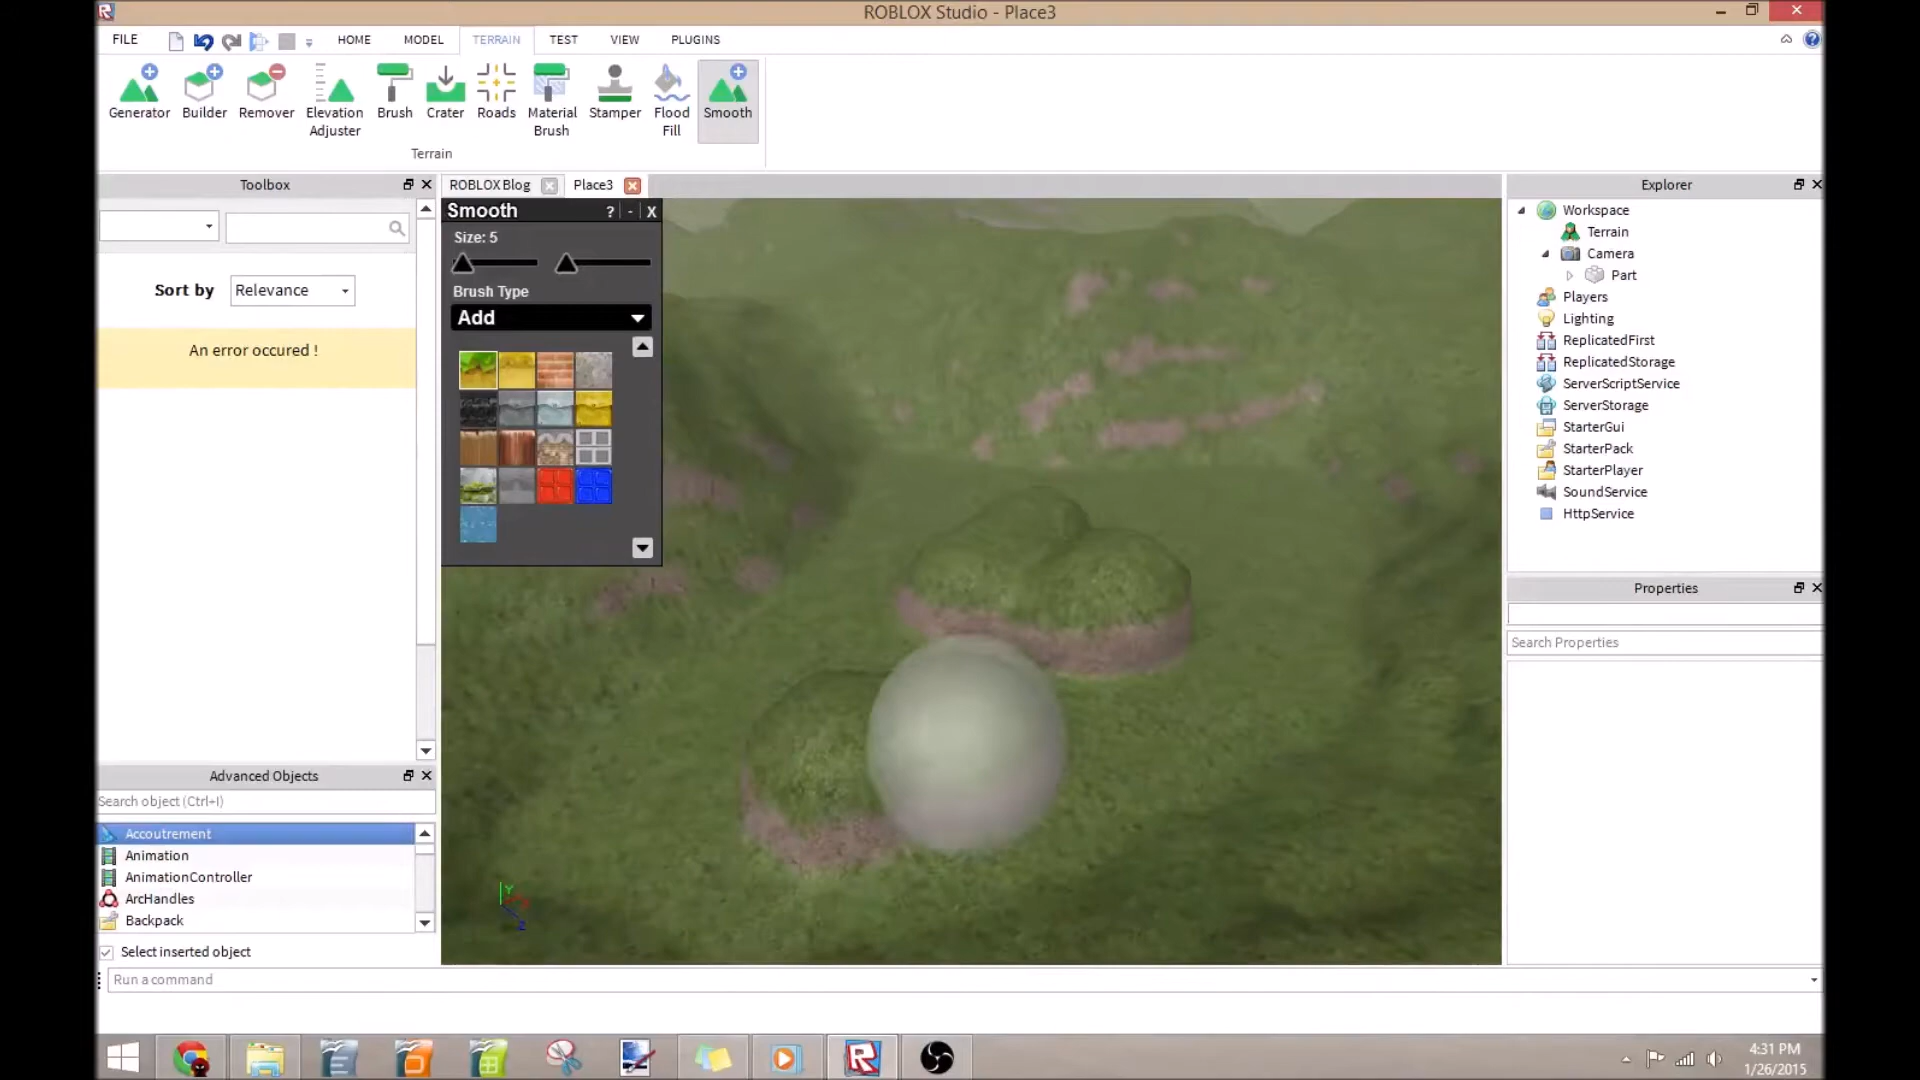 ROBLOX Studio - Place3
FILE
HOME
MODEL
TERRAIN
TEST
VIEW
PLUGINS
Generator
Builder
Remover
Elevation
Adjuster
Brush
Crater
Roads
Material
Brush
Stamper
Flood
Fill
Smooth
Terrain
Toolbox
Sort by
Relevance
An error occured !
Advanced Objects
Search object (Ctrl+I)
Accoutrement
Animation
AnimationController
ArcHandles
Backpack
Select inserted object
Run a command
ROBLOX Blog
Place3
Smooth
? - X
Size: 5
Brush Type
Add
Y
Z
Explorer
Workspace
Terrain
Camera
Part
Players
Lighting
ReplicatedFirst
ReplicatedStorage
ServerScriptService
ServerStorage
StarterGui
StarterPack
StarterPlayer
SoundService
HttpService
Properties
Search Properties
4:31 PM
1/26/2015